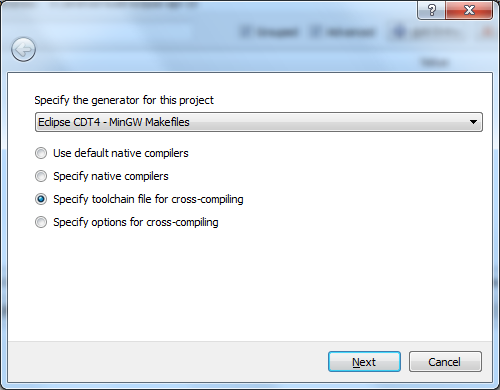 Specify the generator for this project
Eclipse CDT4 - MinGW Makefiles
Use default native compilers
Specify native compilers
Specify toolchain file for cross-compiling
Specify options for cross-compiling
Next
Cancel